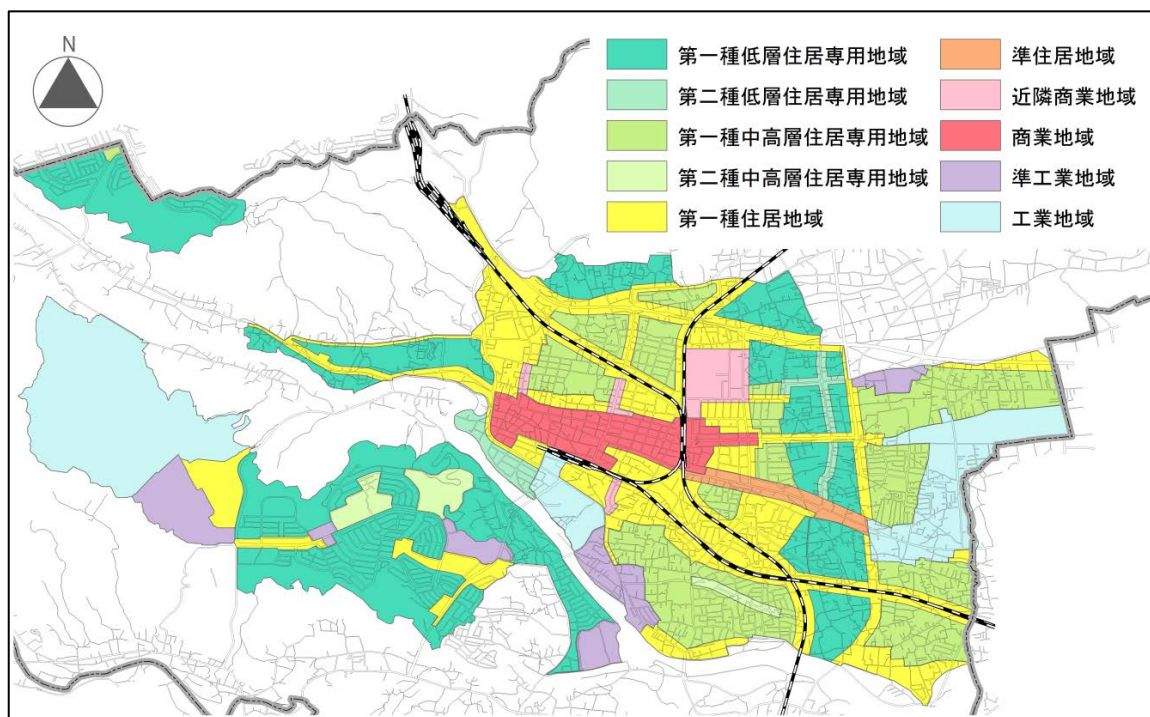 N
第一種低層住居専用地域
第二種低層住居専用地域
第一種中高層住居専用地域
第二種中高層住居専用地域
第一種住居地域
準住居地域
近隣商業地域
商業地域
準工業地域
工業地域